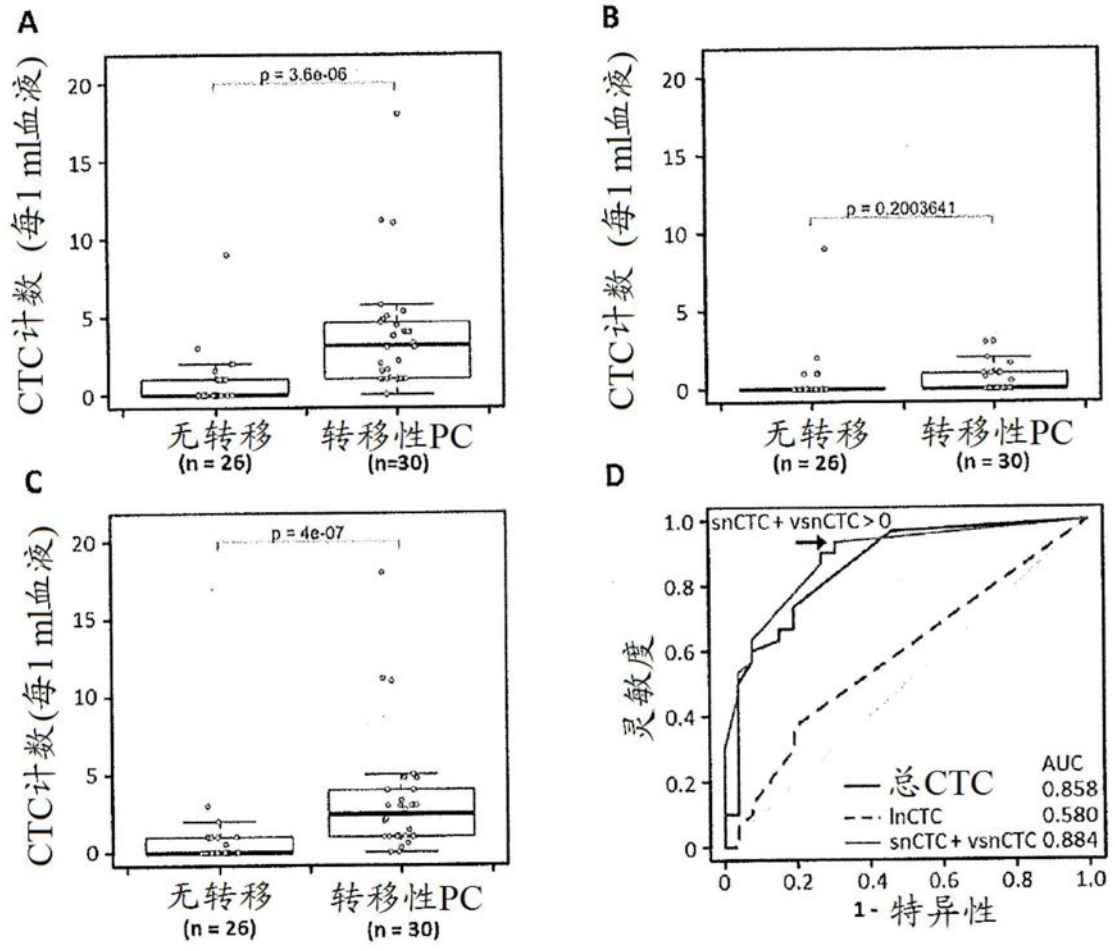 A
CTC计数 (每1 ml血液)
20
15
10
5
0
p = 3.6e-06
无转移
(n = 26)
转移性PC
(n=30)
B
CTC计数 (每1 ml血液)
20
15
10
5
0
p = 0.2003641
无转移
(n = 26)
转移性PC
(n = 30)
C
CTC计数(每1 ml血液)
20
15
10
5
0
p = 4e-07
无转移
(n = 26)
转移性PC
(n = 30)
D
灵敏度
1.0
0.8
0.6
0.4
0.2
0
snCTC + vsnCTC > 0
AUC
总CTC 0.858
lnCTC 0.580
snCTC + vsnCTC 0.884
0 0.2 0.4 0.6 0.8 1.0
1 - 特异性